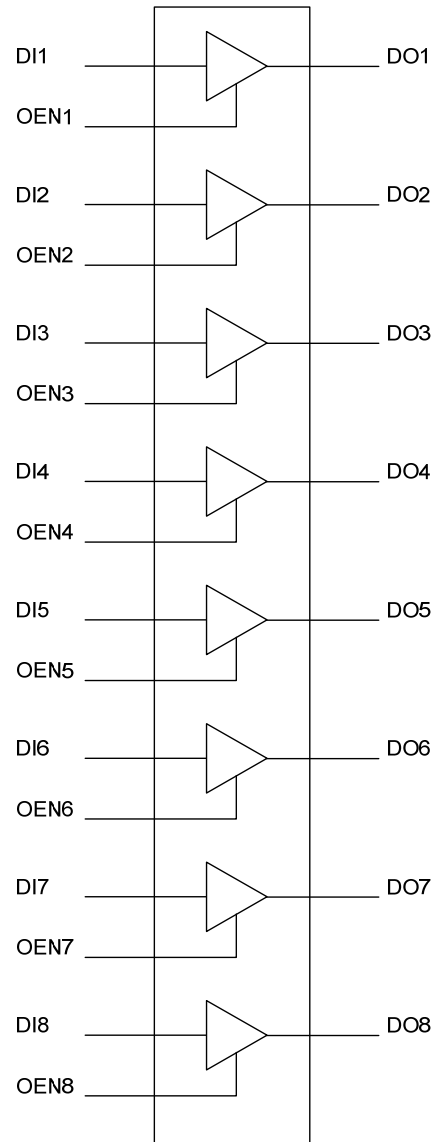 DI1 DO1
OEN1
DI2 DO2
OEN2
DI3 DO3
OEN3
DI4 DO4
OEN4
DI5 DO5
OEN5
DI6 DO6
OEN6
DI7 DO7
OEN7
DI8 DO8
OEN8